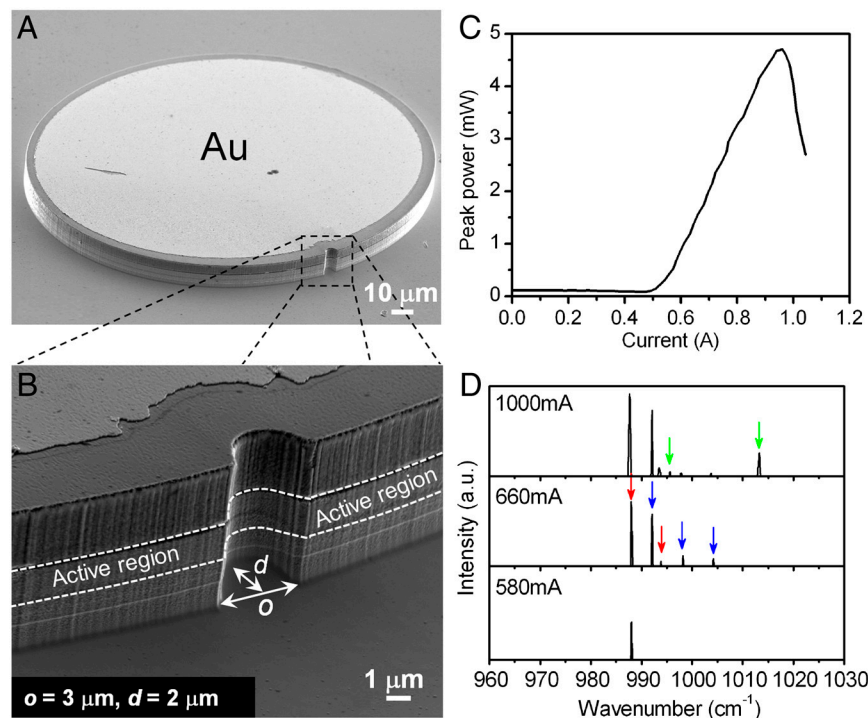 A
Au
10 μm
B
Active region
Active region
d
o
o = 3 μm, d = 2 μm
1 μm
C
5
4
3
2
1
0
Peak power (mW)
0.0 0.2 0.4 0.6 0.8 1.0 1.2
Current (A)
D
1000mA
660mA
580mA
Intensity (a.u.)
960 970 980 990 1000 1010 1020 1030
Wavenumber (cm⁻¹)